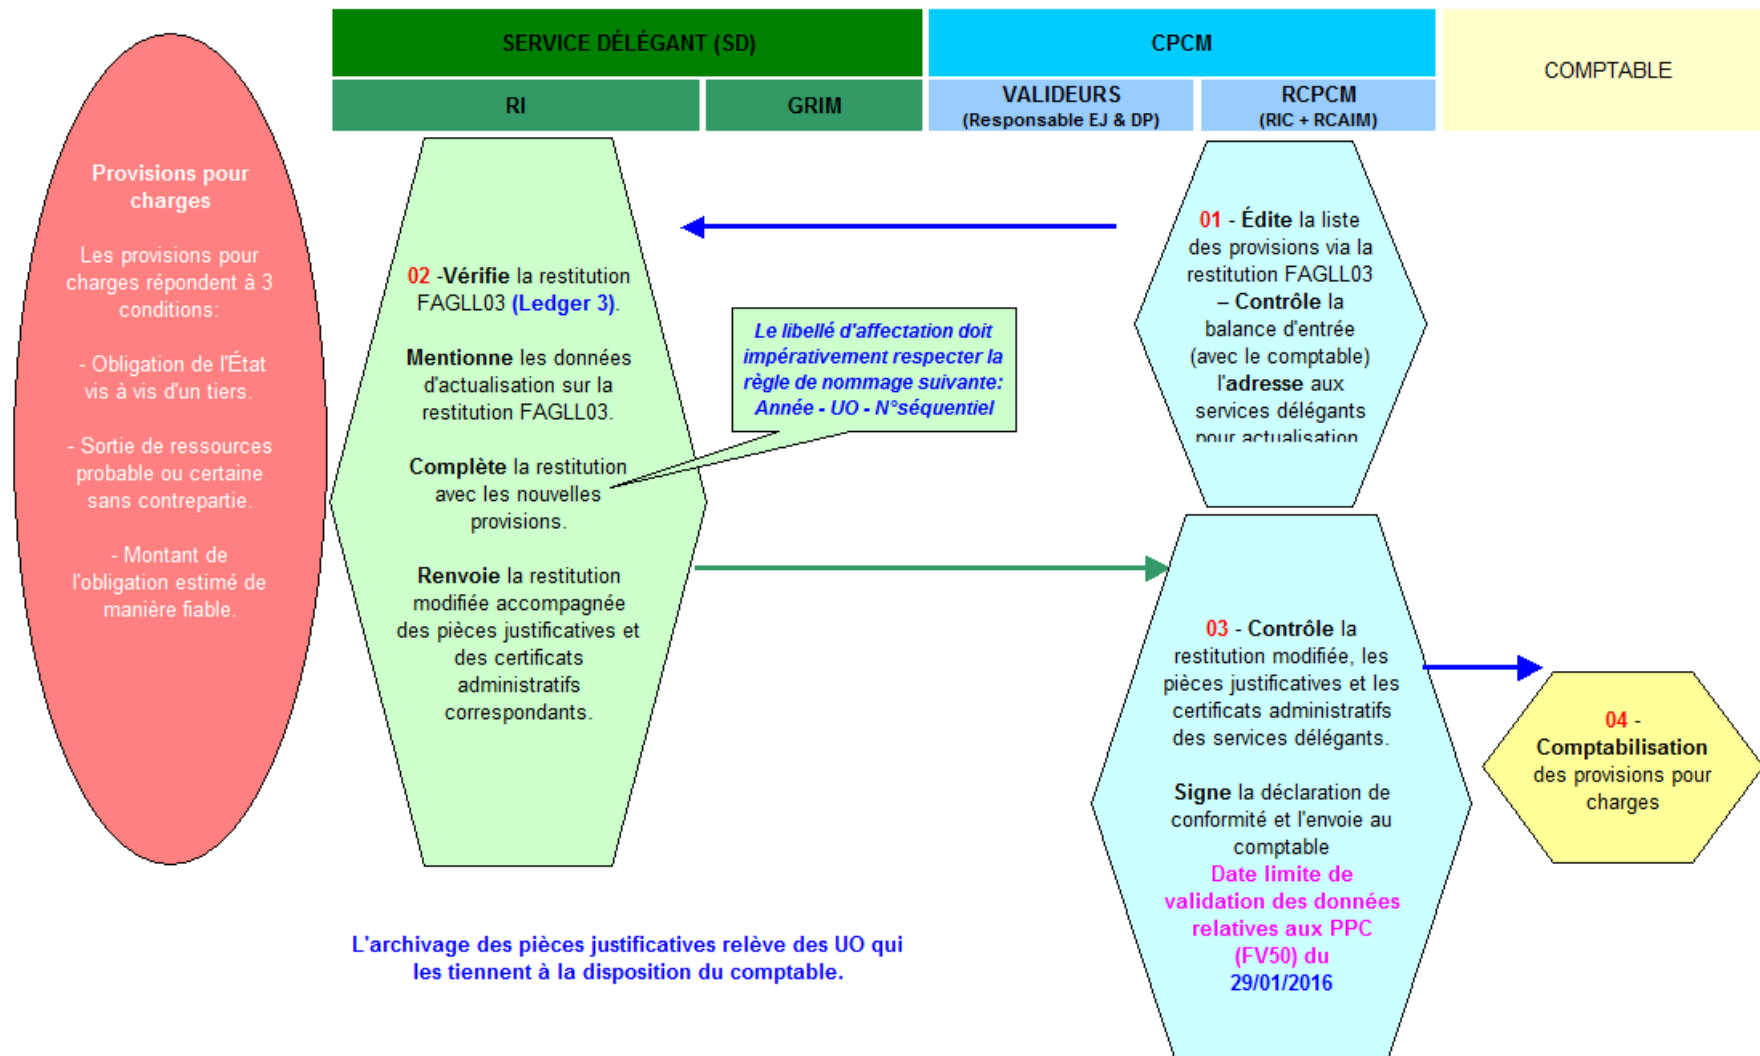 SERVICE DÉLÉGANT (SD)
CPCM
COMPTABLE
RI
GRIM
VALIDEURS
(Responsable EJ & DP)
RCPCM
(RIC + RCAIM)
Provisions pour
charges
Les provisions pour
charges répondent à 3
conditions:
- Obligation de l'État
vis à vis d'un tiers.
- Sortie de ressources
probable ou certaine
sans contrepartie.
- Montant de
l'obligation estimé de
manière fiable.
01 - Édite la liste
des provisions via la
restitution FAGLL03
– Contrôle la
balance d'entrée
(avec le comptable)
l'adresse aux
services délégants
pour actualisation
02 -Vérifie la restitution
FAGLL03 (Ledger 3).
Mentionne les données
d'actualisation sur la
restitution FAGLL03.
Complète la restitution
avec les nouvelles
provisions.
Renvoie la restitution
modifiée accompagnée
des pièces justificatives et
des certificats
administratifs
correspondants.
Le libellé d'affectation doit
impérativement respecter la
règle de nommage suivante:
Année - UO - N°séquentiel
03 - Contrôle la
restitution modifiée, les
pièces justificatives et les
certificats administratifs
des services délégants.
Signe la déclaration de
conformité et l'envoie au
comptable
Date limite de
validation des données
relatives aux PPC
(FV50) du
29/01/2016
04 -
Comptabilisation
des provisions pour
charges
L'archivage des pièces justificatives relève des UO qui
les tiennent à la disposition du comptable.